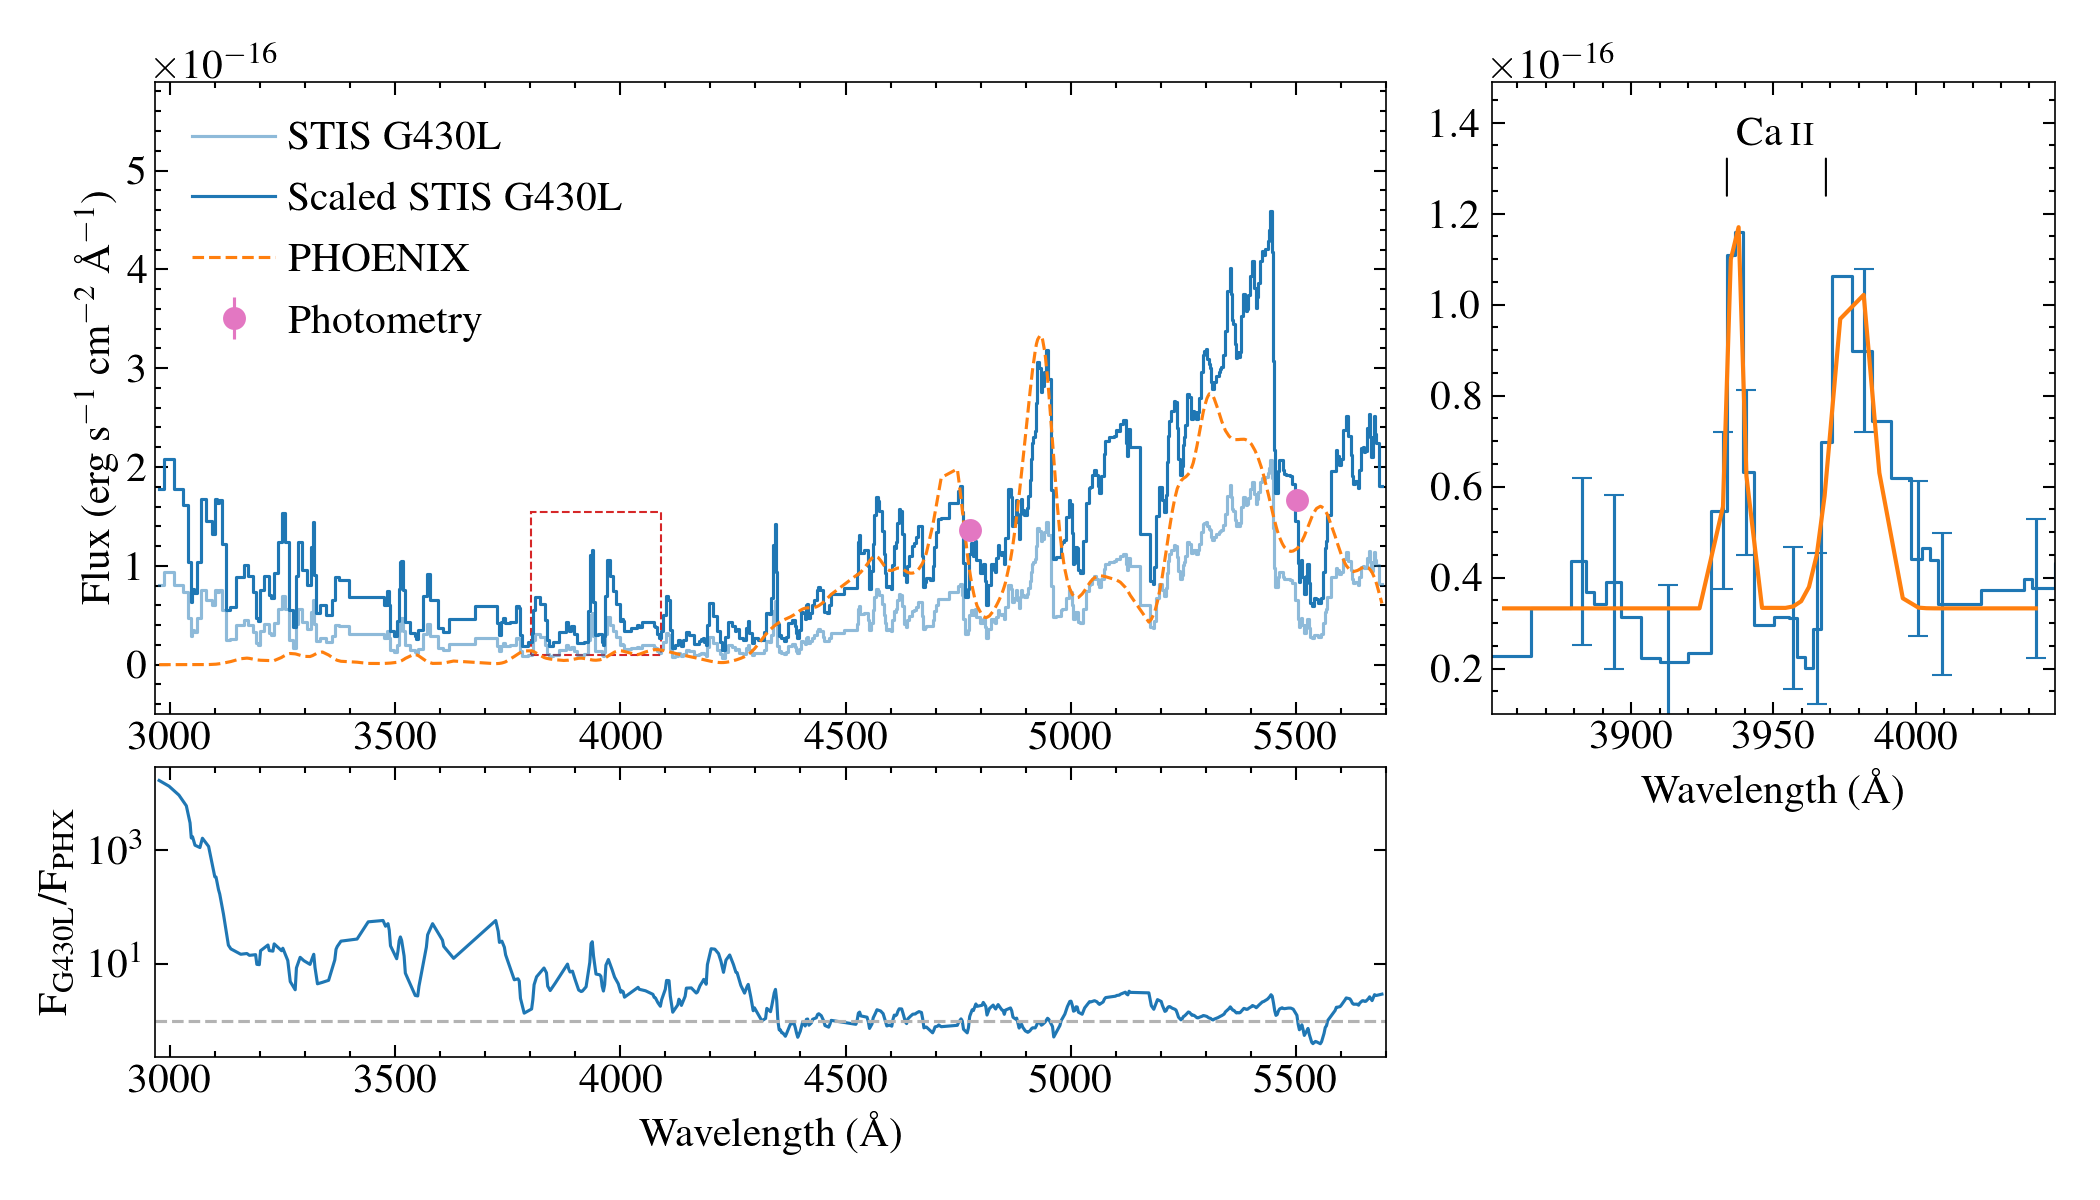 ×10⁻¹⁶
Flux (erg s⁻¹ cm⁻² Å⁻¹)
5
4
3
2
1
0
STIS G430L
Scaled STIS G430L
PHOENIX
Photometry
3000 3500 4000 4500 5000 5500
F_G430L/F_PHX
10³
10¹
3000 3500 4000 4500 5000 5500
Wavelength (Å)
×10⁻¹⁶
Ca II
1.4
1.2
1.0
0.8
0.6
0.4
0.2
3900 3950 4000
Wavelength (Å)